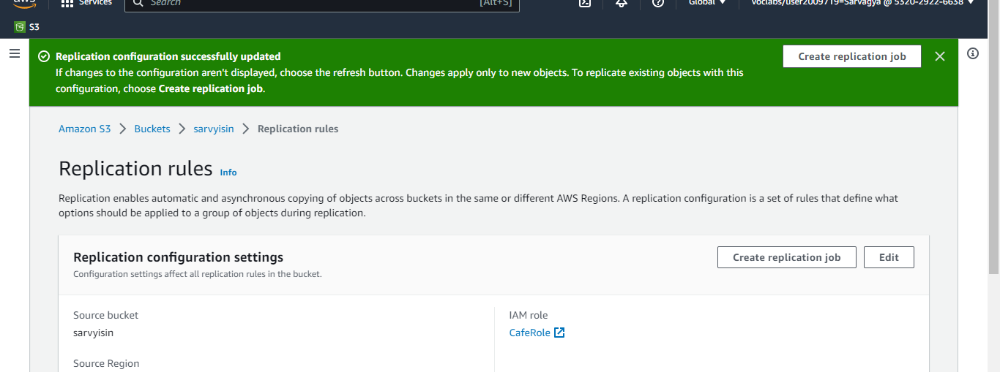 aws
Services
Search
[Alt+S]
Global
voclabs/user2009719=Sarvagya @ 5320-2922-6638
S3
Replication configuration successfully updated
If changes to the configuration aren't displayed, choose the refresh button. Changes apply only to new objects. To replicate existing objects with this
configuration, choose Create replication job.
Create replication job
Amazon S3
Buckets
sarvyisin
Replication rules
Replication rules Info
Replication enables automatic and asynchronous copying of objects across buckets in the same or different AWS Regions. A replication configuration is a set of rules that define what
options should be applied to a group of objects during replication.
Replication configuration settings
Configuration settings affect all replication rules in the bucket.
Create replication job
Edit
Source bucket
sarvyisin
IAM role
CafeRole
Source Region